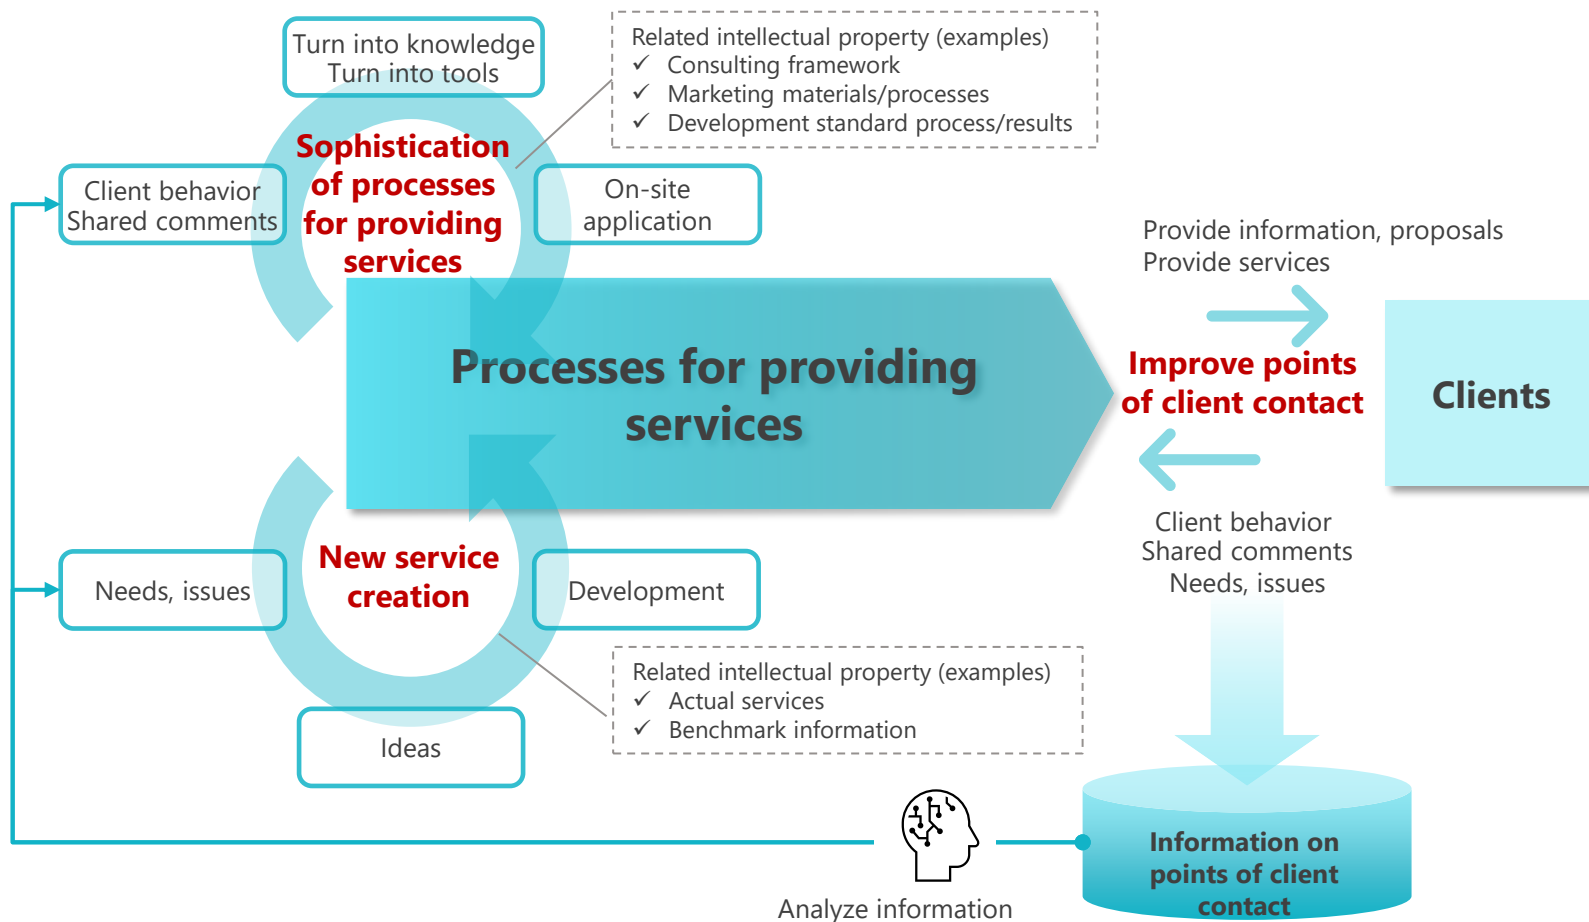 Turn into knowledge
Turn into tools
Related intellectual property (examples)
✓ Consulting framework
✓ Marketing materials/processes
✓ Development standard process/results
Sophistication
of processes
for providing
services
Client behavior
Shared comments
On-site
application
Provide information, proposals
Provide services
Processes for providing
services
Improve points
of client contact
Clients
Client behavior
Shared comments
Needs, issues
New service
creation
Needs, issues
Development
Related intellectual property (examples)
✓ Actual services
✓ Benchmark information
Ideas
Information on
points of client
contact
Analyze information